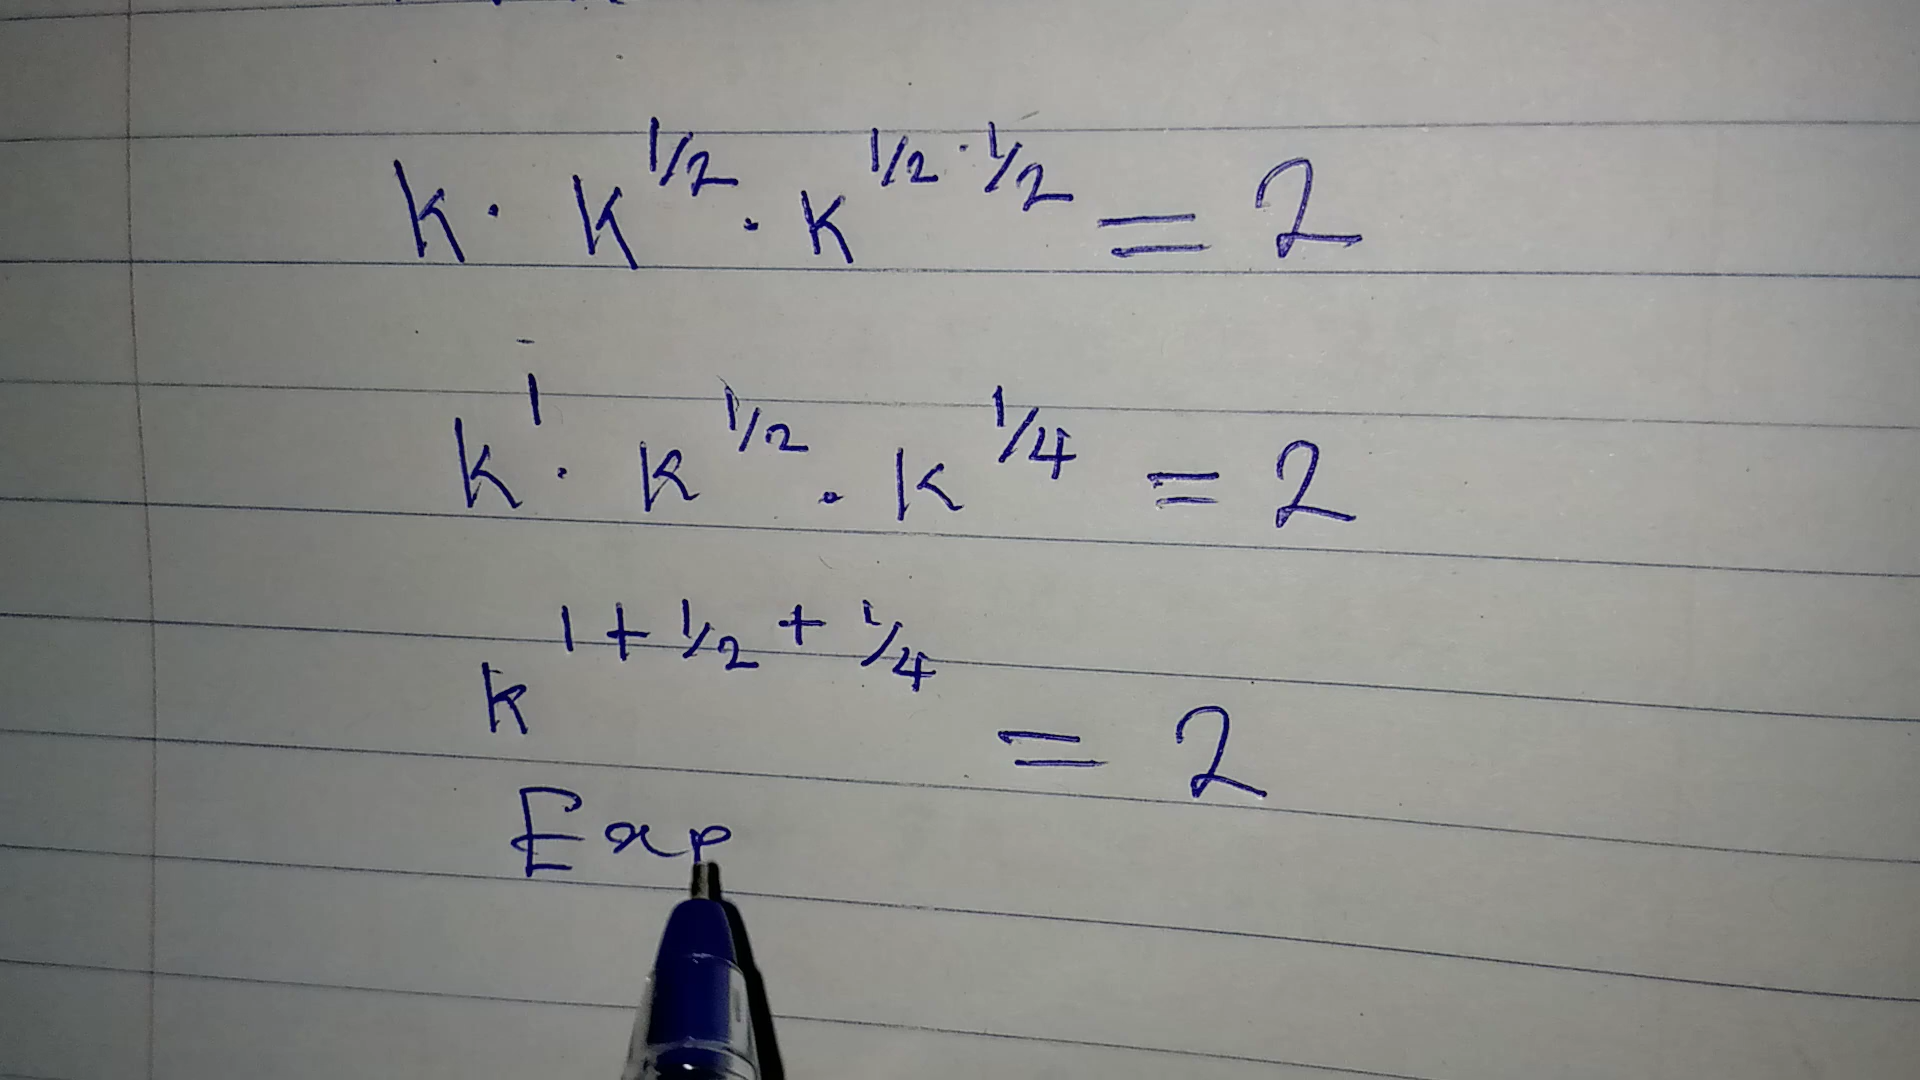 k · k^1/2 · k^1/2 · 1/2 = 2
k^1 · k^1/2 · k^1/4 = 2
k^1 + 1/2 + 1/4 = 2
Exp